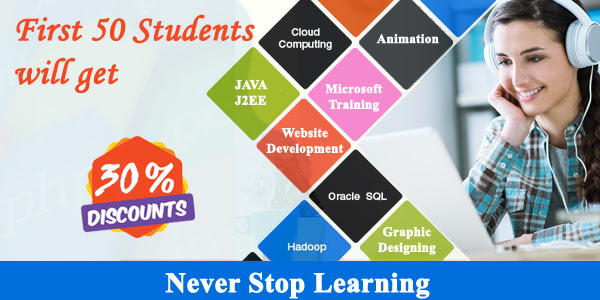 First 50 Students
will get
30%
DISCOUNTS
Cloud
Computing
Animation
JAVA
J2EE
Microsoft
Training
Website
Development
Oracle SQL
Hadoop
Graphic
Designing
Never Stop Learning